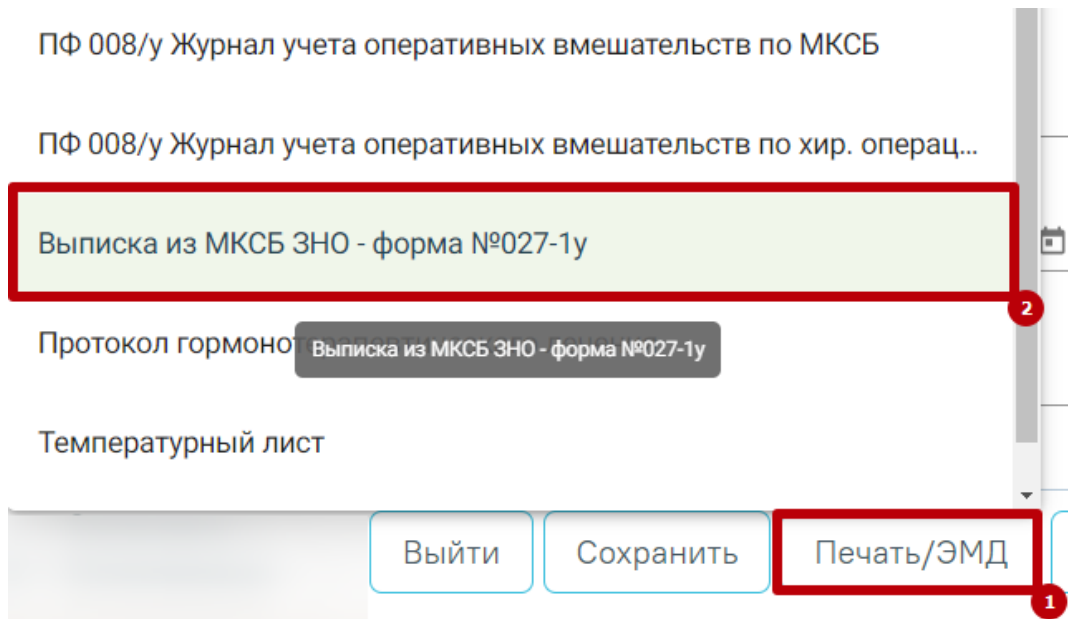 ПФ 008/у Журнал учета оперативных вмешательств по МКСБ
ПФ 008/у Журнал учета оперативных вмешательств по хир. операц...
Выписка из МКСБ ЗНО - форма №027-1у
2
Протокол
Выписка из МКСБ ЗНО - форма №027-1у
Температурный лист
Выйти
Сохранить
Печать/ЭМД
1